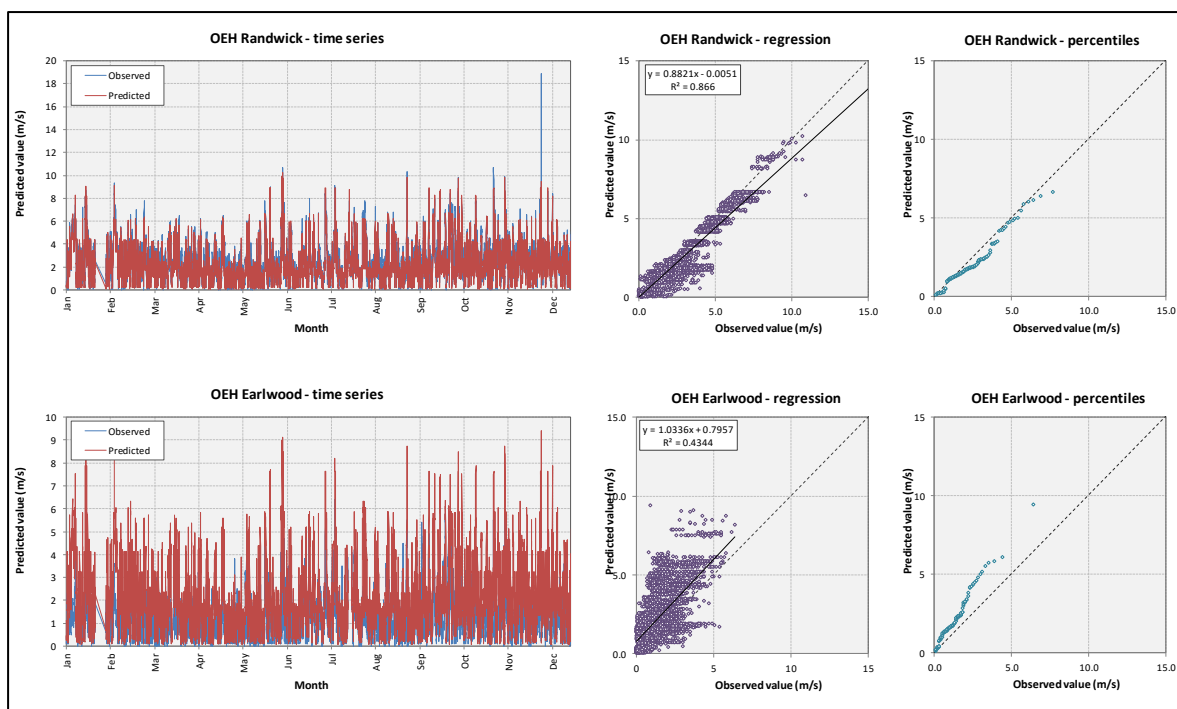 OEH Randwick - time series
Predicted value (m/s)
20
18
16
14
12
10
8
6
4
2
0
Observed
Predicted
Jan
Feb
Mar
Apr
May
Jun
Jul
Aug
Sep
Oct
Nov
Dec
Month
OEH Randwick - regression
Predicted value (m/s)
15
10
5
0
y = 0.8821x - 0.0051
R² = 0.866
0.0 5.0 10.0 15.0
Observed value (m/s)
OEH Randwick - percentiles
Predicted value (m/s)
15
10
5
0
0.0 5.0 10.0 15.0
Observed value (m/s)
OEH Earlwood - time series
Predicted value (m/s)
10
9
8
7
6
5
4
3
2
1
0
Observed
Predicted
Jan
Feb
Mar
Apr
May
Jun
Jul
Aug
Sep
Oct
Nov
Dec
Month
OEH Earlwood - regression
Predicted value (m/s)
15.0
10.0
5.0
0.0
y = 1.0336x + 0.7957
R² = 0.4344
0 5 10 15
Observed value (m/s)
OEH Earlwood - percentiles
Predicted value (m/s)
15
10
5
0
0.0 5.0 10.0 15.0
Observed value (m/s)